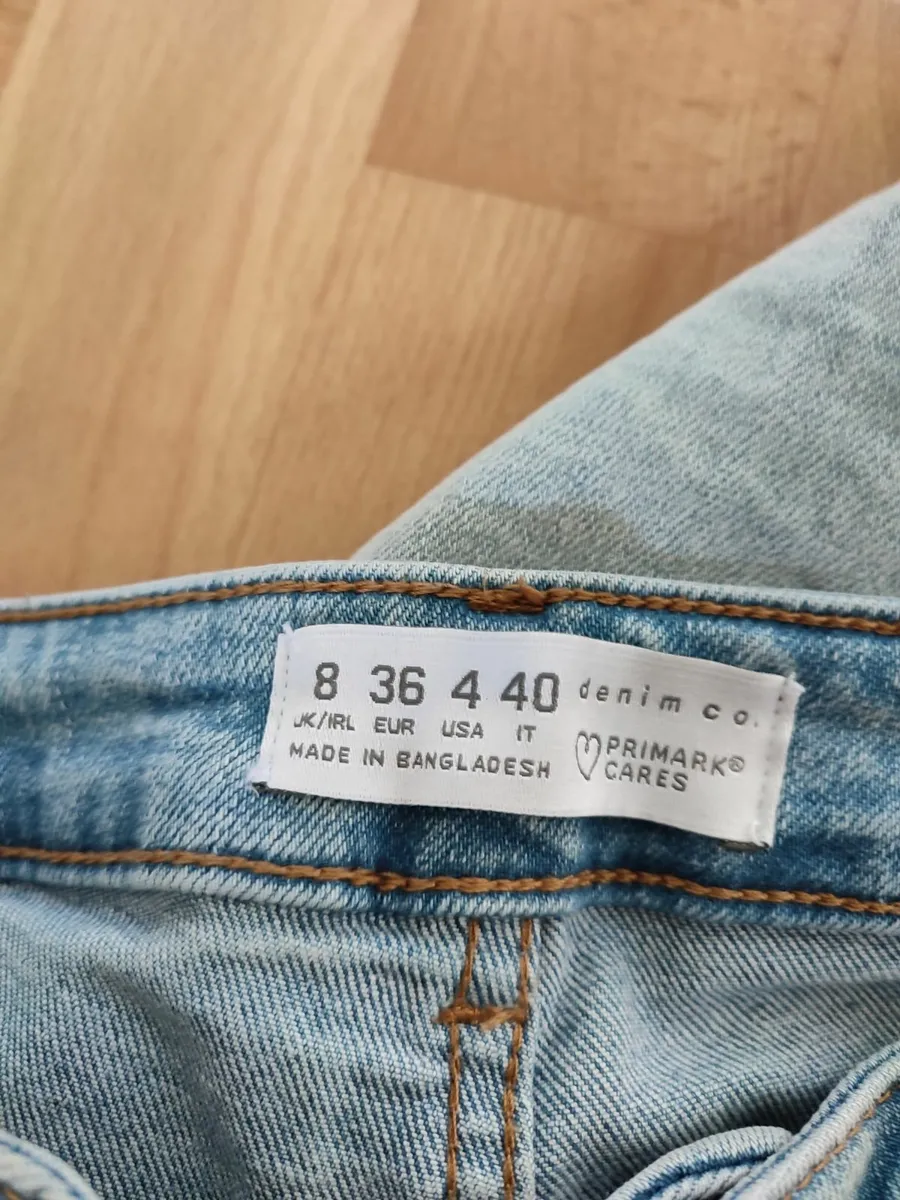 8 36 4 40 denim co.
UK/IRL EUR USA IT
MADE IN BANGLADESH
PRIMARK®
CARES